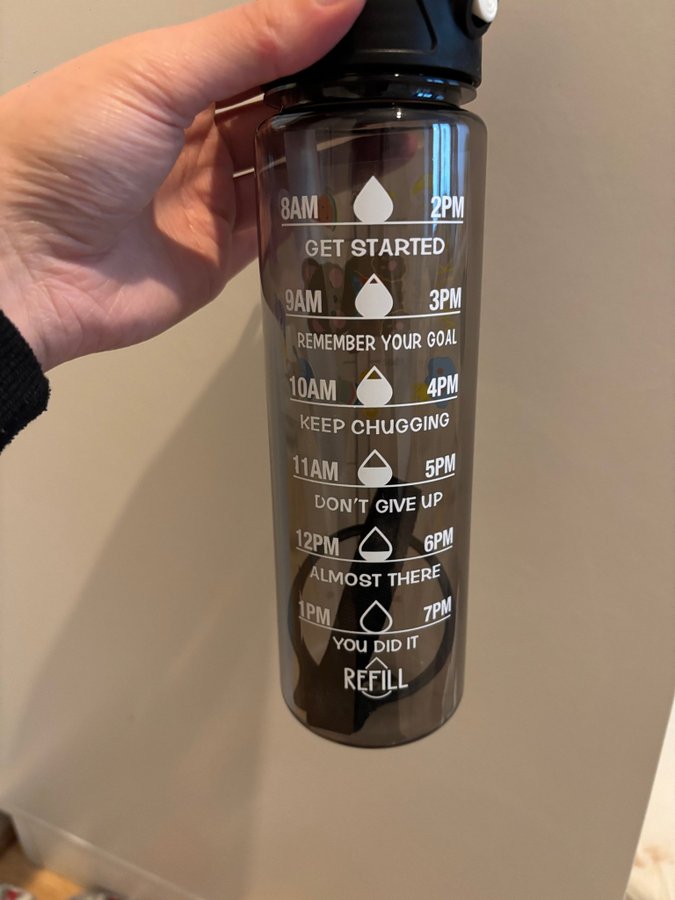 8AM 2PM
GET STARTED
9AM 3PM
REMEMBER YOUR GOAL
10AM 4PM
KEEP CHUGGING
11AM 5PM
DON'T GIVE UP
12PM 6PM
ALMOST THERE
1PM 7PM
YOU DID IT
REFILL